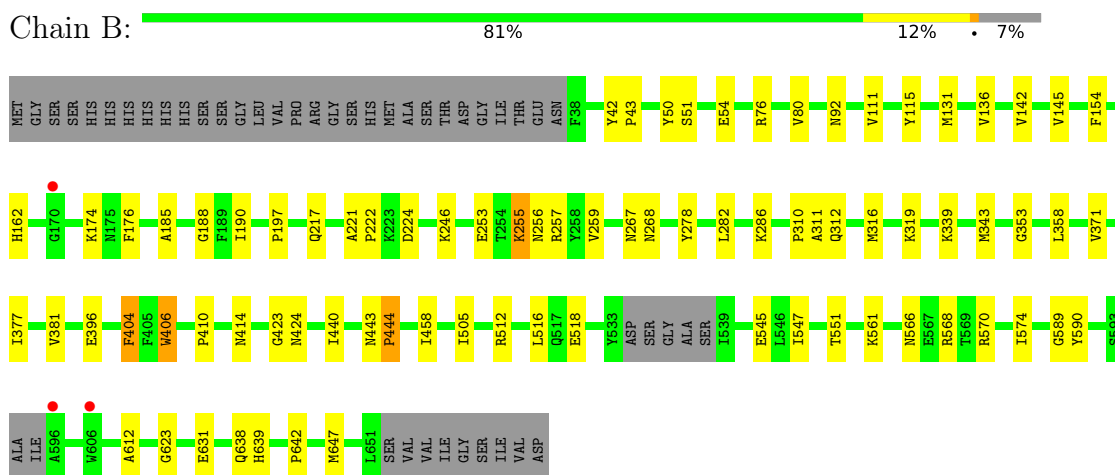 Chain B:
81% 12% • 7%
MET GLY SER SER HIS HIS HIS HIS HIS HIS SER SER GLY LEU VAL PRO ARG GLY SER HIS MET ALA SER THR ASP GLY ILE THR GLU ASN F38 Y42 P43 Y50 S51 E54 R76 V80 N92 V111 Y115 M131 V136 V142 V145 F154
H162 G170 K174 N175 F176 A185 G188 F189 I190 P197 Q217 A221 P222 K223 D224 K246 E253 T254 K255 N256 R257 Y258 V259 N267 N268 Y278 L282 K286 P310 A311 Q312 M316 K319 K339 M343 G353 L358 V371
I377 V381 E396 F404 F405 W406 P410 N414 G423 N424 I440 N443 P444 I458 I505 R512 L516 Q517 E518 Y533 ASP SER GLY ALA SER I539 E545 L546 I547 T551 K561 N566 E567 R568 T569 R570 I574 G589 Y590 S593
ALA ILE A596 W606 A612 G623 E631 Q638 H639 P642 M647 L651 SER VAL VAL ILE GLY SER ILE VAL ASP